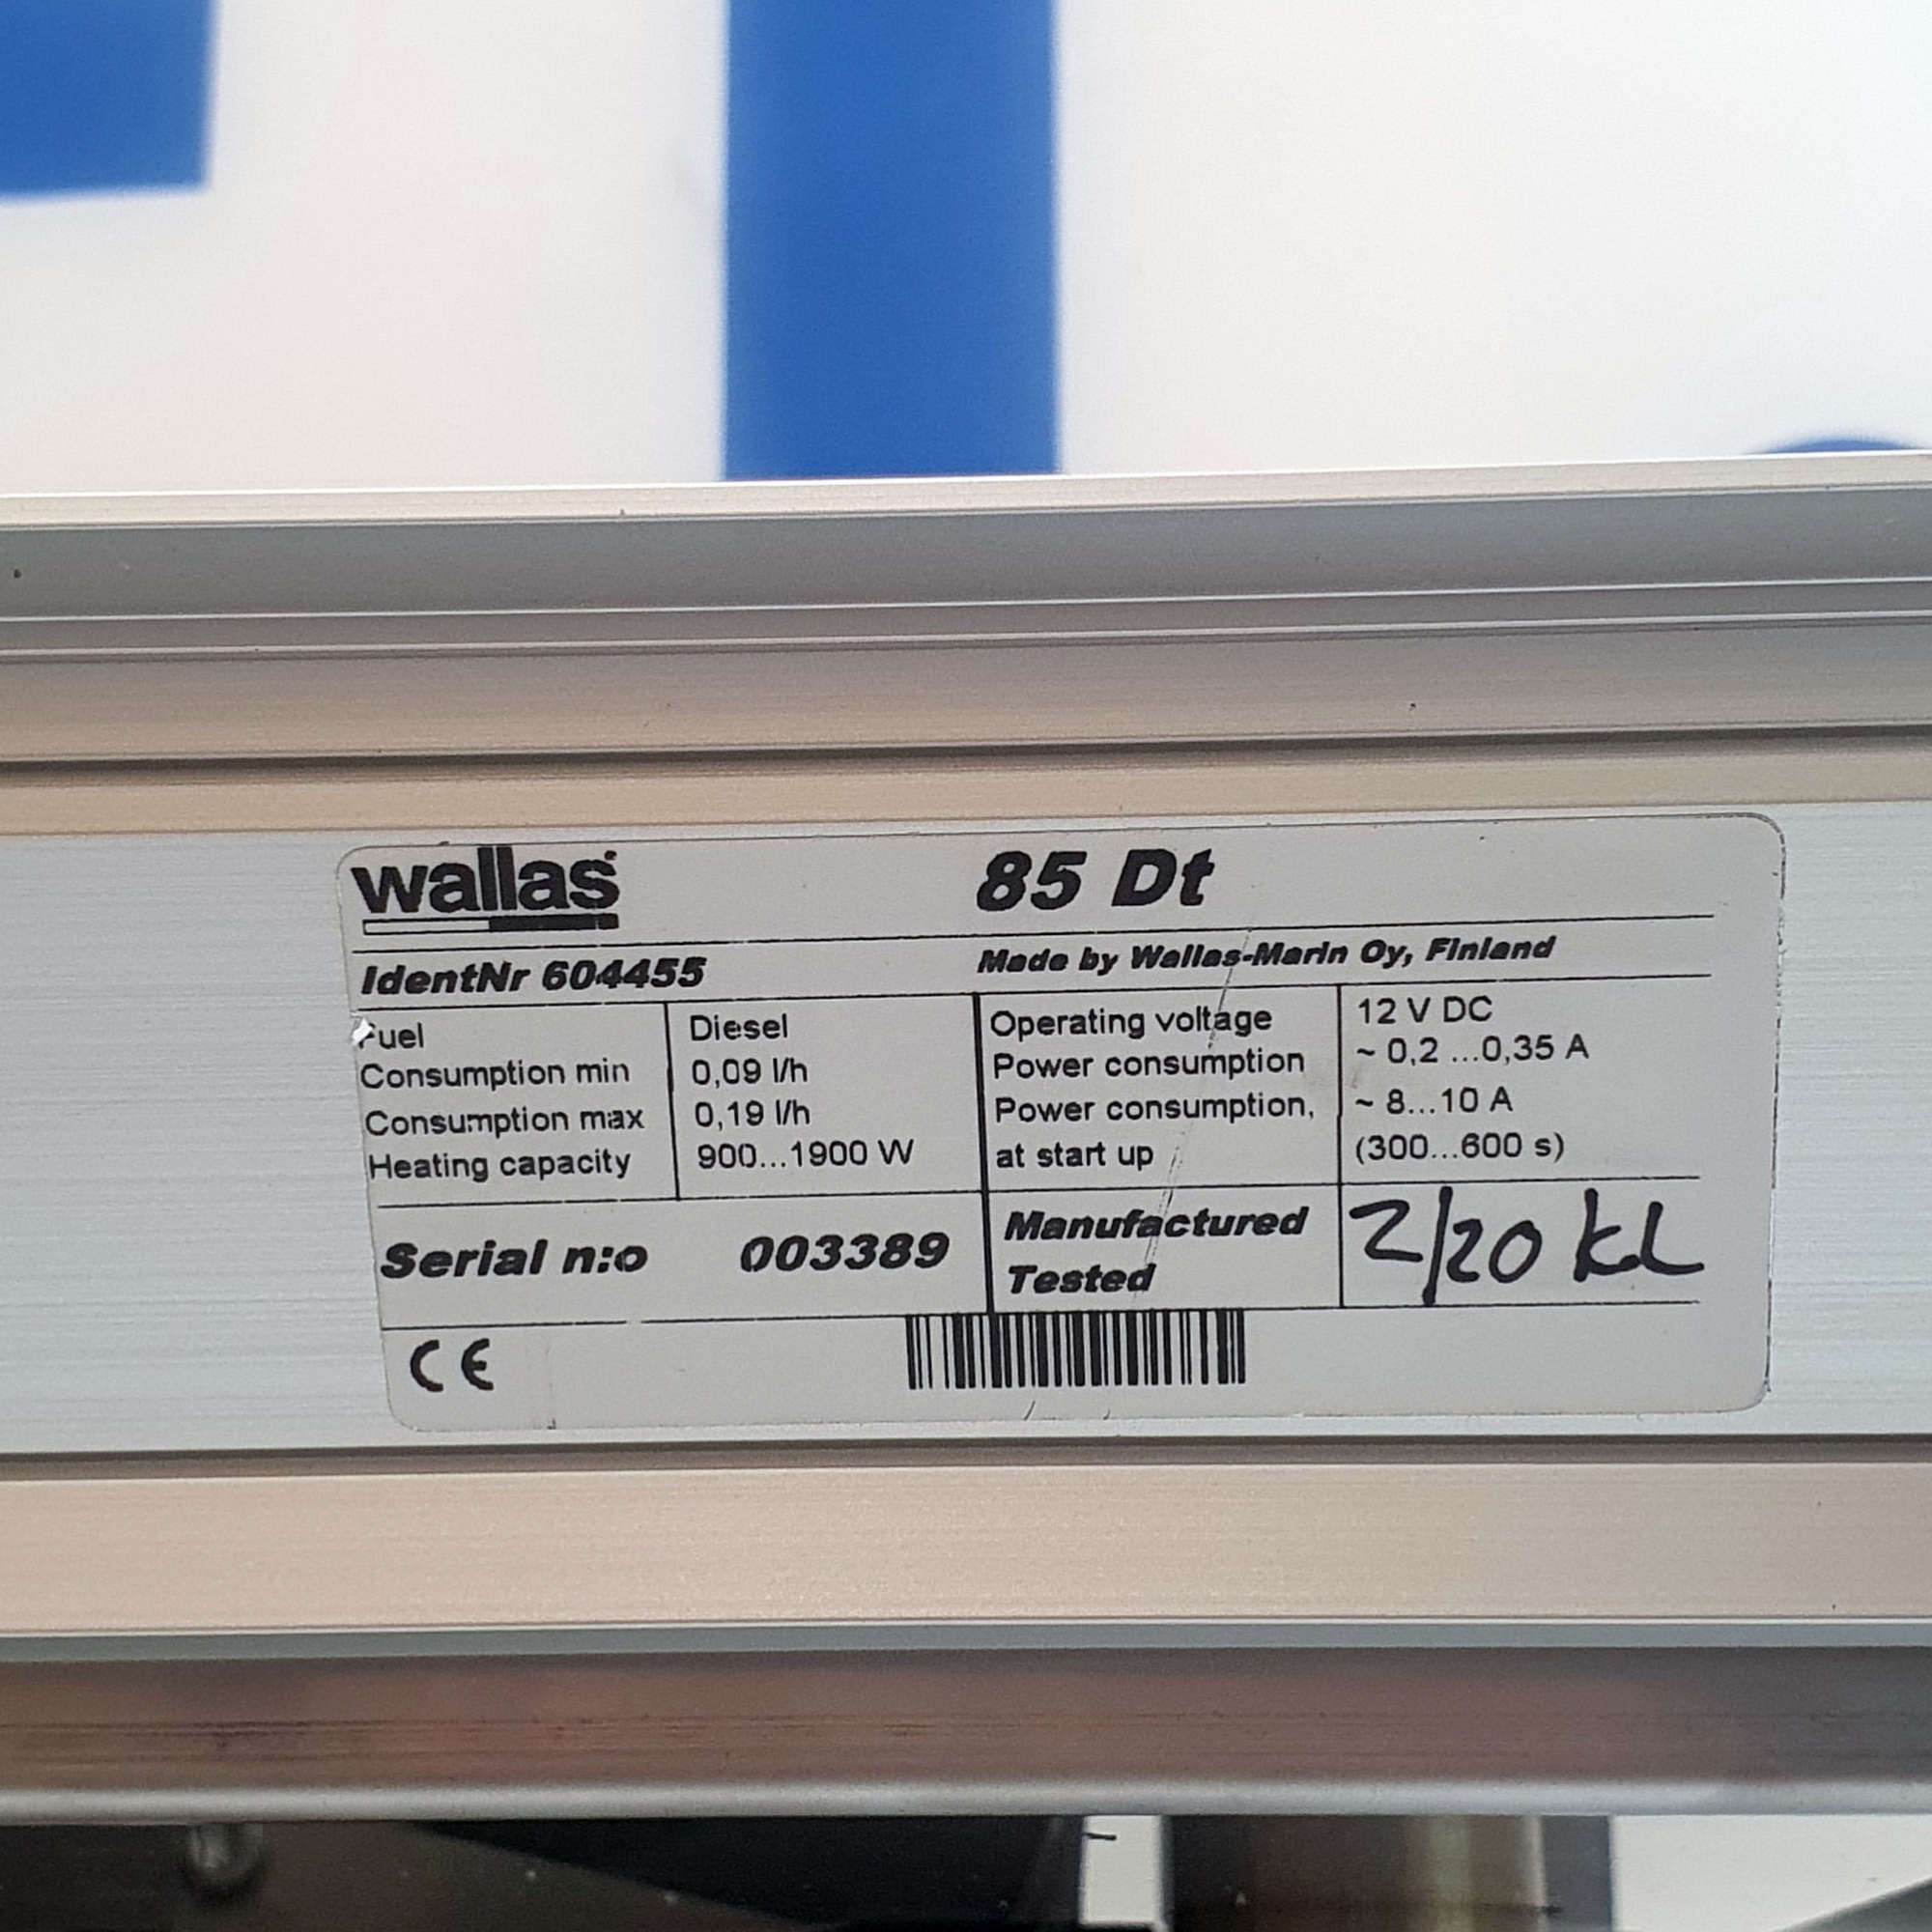 wallas
85 Dt
IdentNr 604455
Made by Wallas-Marin Oy, Finland
Fuel Diesel
Consumption min 0,09 l/h
Consumption max 0,19 l/h
Heating capacity 900...1900 W
Operating voltage 12 V DC
Power consumption ~ 0,2 ...0,35 A
Power consumption, ~ 8...10 A
at start up (300...600 s)
Serial n:o 003389
Manufactured
Tested
2/20 KL
CE